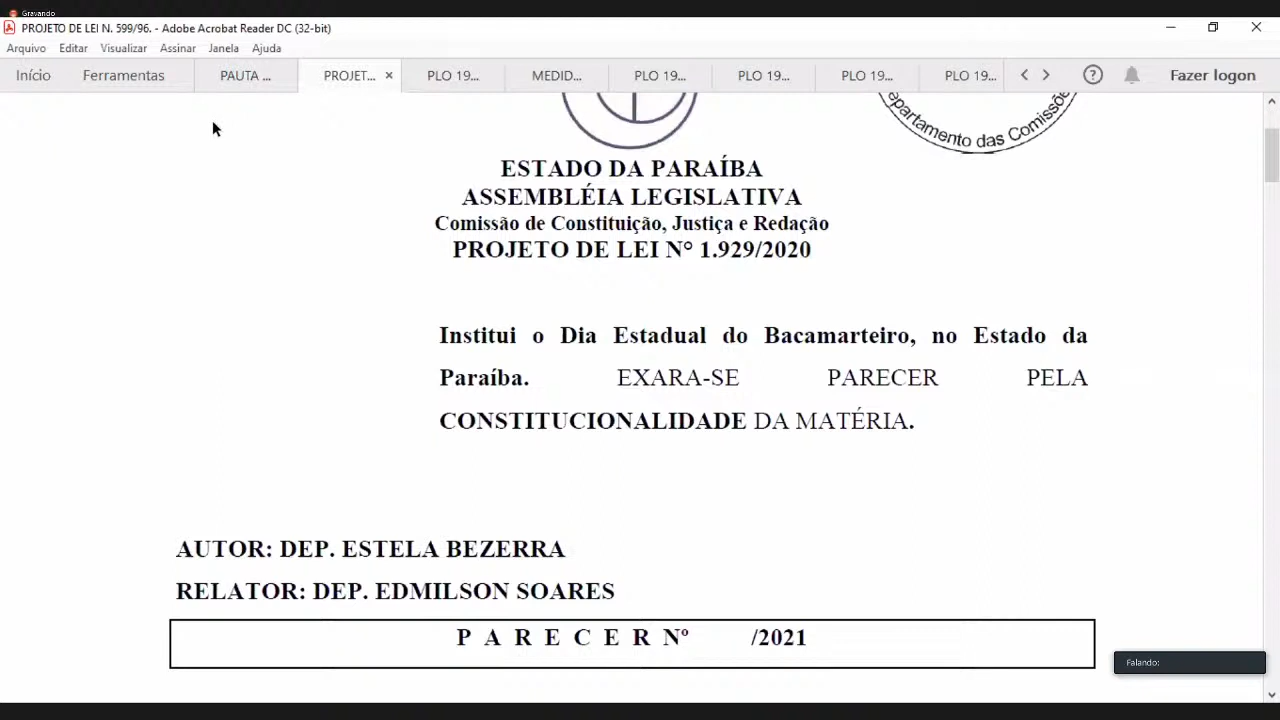 Gravando
PROJETO DE LEI N. 599/96. - Adobe Acrobat Reader DC (32-bit)
Arquivo Editar Visualizar Assinar Janela Ajuda
Início Ferramentas PAUTA ... PROJET... × PLO 19... MEDID... PLO 19... PLO 19... PLO 19... PLO 19... Fazer logon
epartamento das Comissões
ESTADO DA PARAÍBA
ASSEMBLÉIA LEGISLATIVA
Comissão de Constituição, Justiça e Redação
PROJETO DE LEI N° 1.929/2020
Institui o Dia Estadual do Bacamarteiro, no Estado da
Paraíba. EXARA-SE PARECER PELA
CONSTITUCIONALIDADE DA MATÉRIA.
AUTOR: DEP. ESTELA BEZERRA
RELATOR: DEP. EDMILSON SOARES
P A R E C E R Nº /2021
Falando: